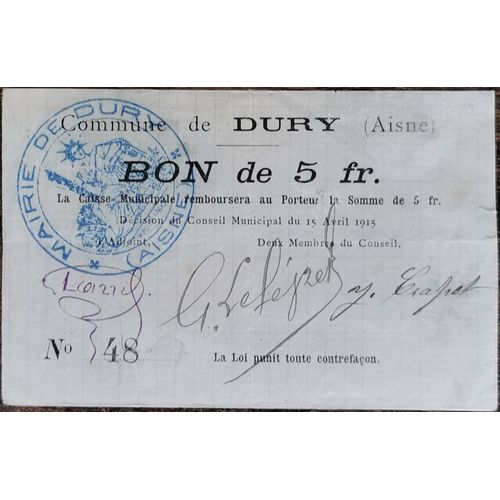 MAIRIE DE DURY
(AISNE)
Commune de DURY (Aisne)
BON de 5 fr.
La Caisse Municipale remboursera au Porteur la Somme de 5 fr.
Décision du Conseil Municipal du 15 Avril 1915
L'Adjoint, Deux Membres du Conseil,
No 48
La Loi punit toute contrefaçon.